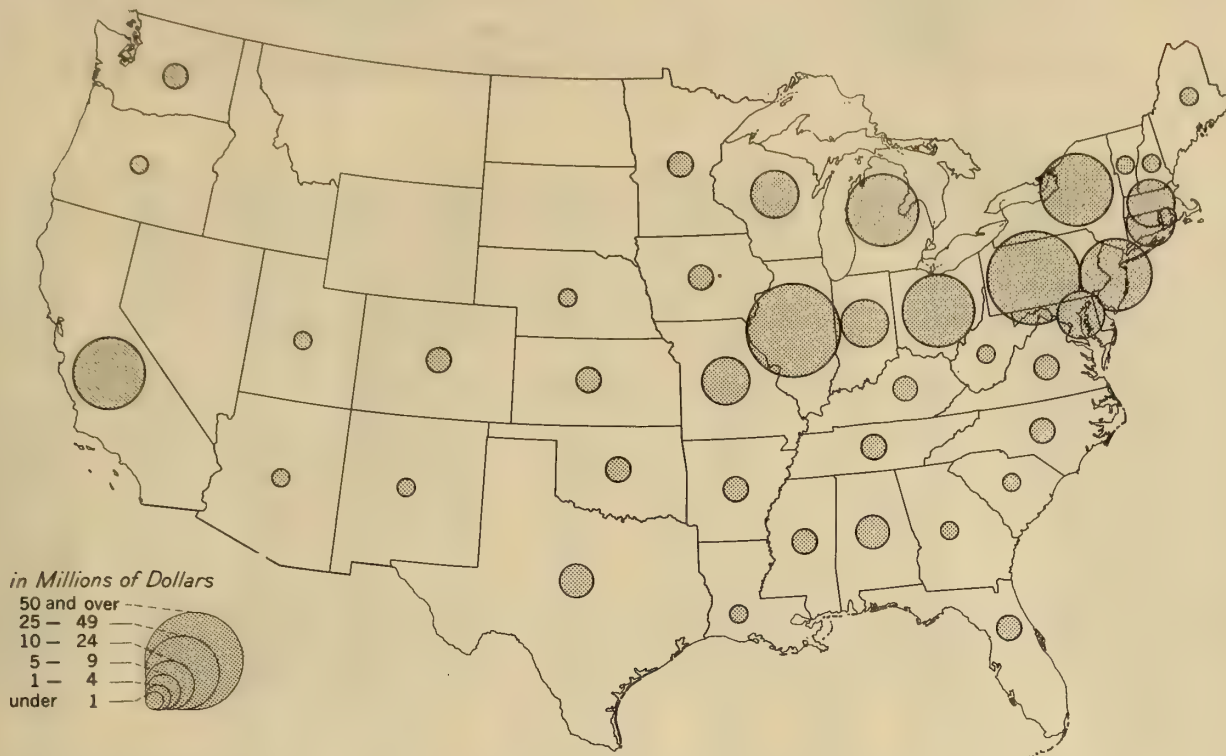 in Millions of Dollars
50 and over
25 – 49
10 – 24
5 – 9
1 – 4
under 1